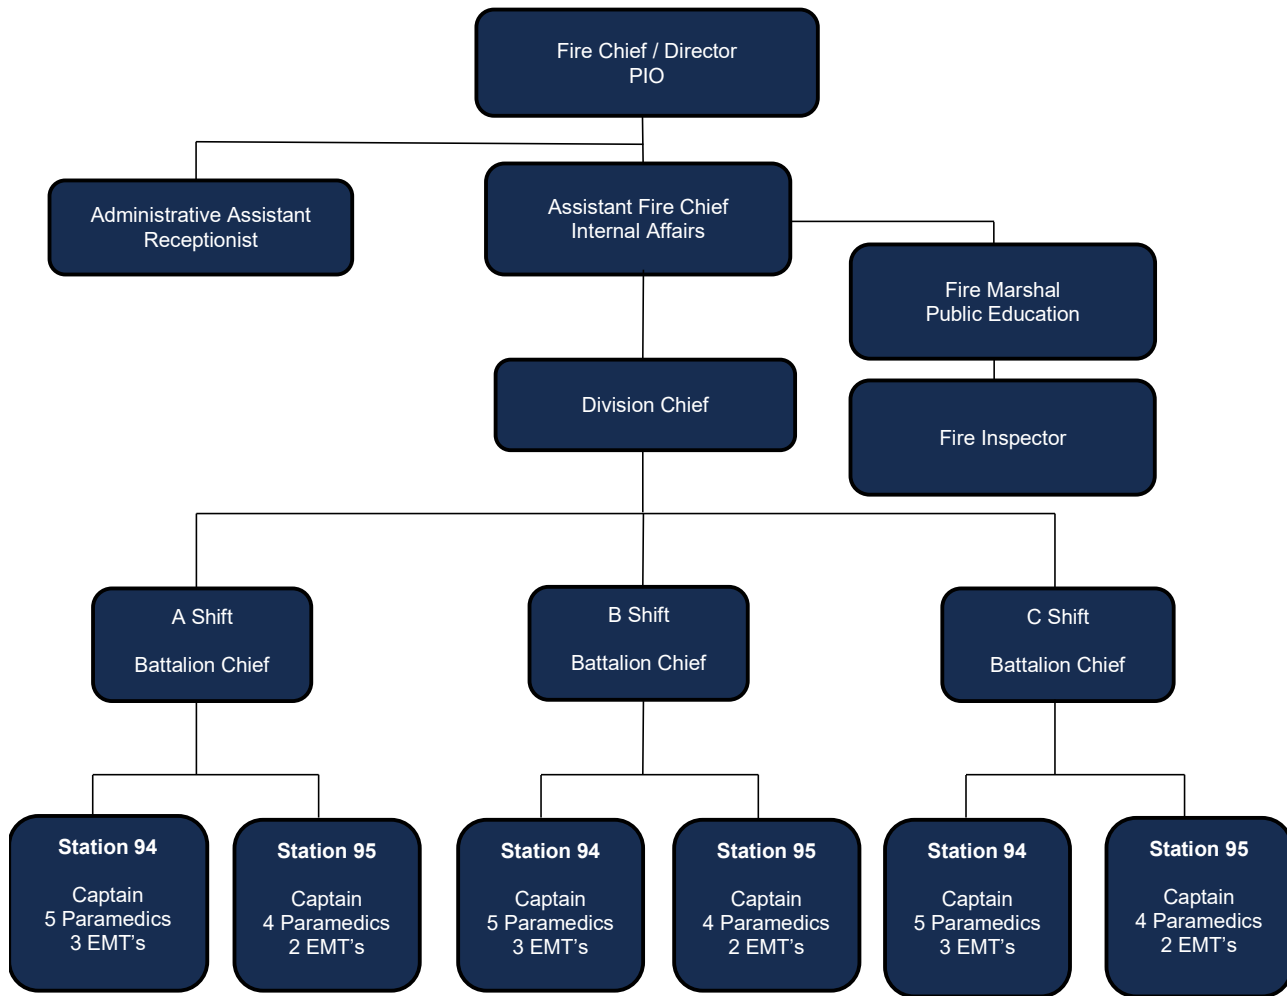 Fire Chief / Director
PIO
Administrative Assistant
Receptionist
Assistant Fire Chief
Internal Affairs
Fire Marshal
Public Education
Division Chief
Fire Inspector
A Shift
Battalion Chief
B Shift
Battalion Chief
C Shift
Battalion Chief
Station 94
Captain
5 Paramedics
3 EMT’s
Station 95
Captain
4 Paramedics
2 EMT’s
Station 94
Captain
5 Paramedics
3 EMT’s
Station 95
Captain
4 Paramedics
2 EMT’s
Station 94
Captain
5 Paramedics
3 EMT’s
Station 95
Captain
4 Paramedics
2 EMT’s